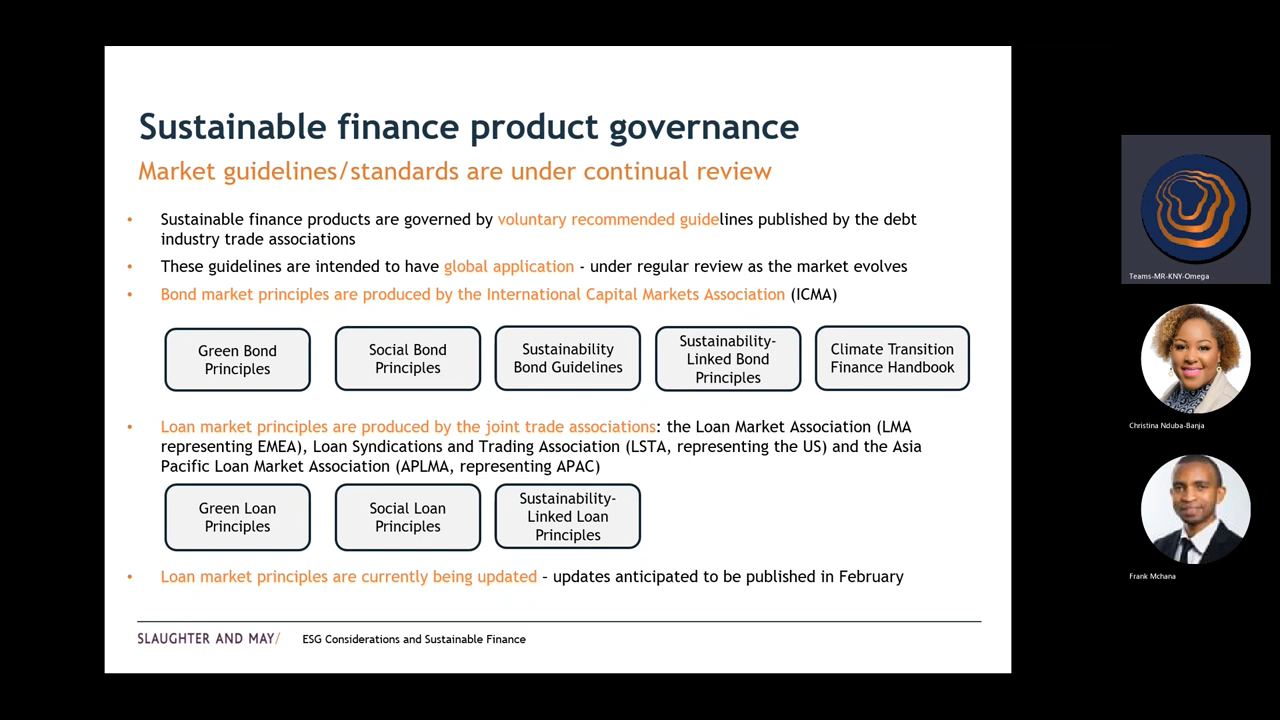 Sustainable finance product governance
Market guidelines/standards are under continual review
• Sustainable finance products are governed by voluntary recommended guidelines published by the debt
industry trade associations
• These guidelines are intended to have global application - under regular review as the market evolves
• Bond market principles are produced by the International Capital Markets Association (ICMA)
Green Bond
Principles
Social Bond
Principles
Sustainability
Bond Guidelines
Sustainability-
Linked Bond
Principles
Climate Transition
Finance Handbook
• Loan market principles are produced by the joint trade associations: the Loan Market Association (LMA
representing EMEA), Loan Syndications and Trading Association (LSTA, representing the US) and the Asia
Pacific Loan Market Association (APLMA, representing APAC)
Green Loan
Principles
Social Loan
Principles
Sustainability-
Linked Loan
Principles
• Loan market principles are currently being updated – updates anticipated to be published in February
SLAUGHTER AND MAY/
ESG Considerations and Sustainable Finance
Teams-MR-KNY-Omega
Christina Nduba-Banja
Frank Mchana